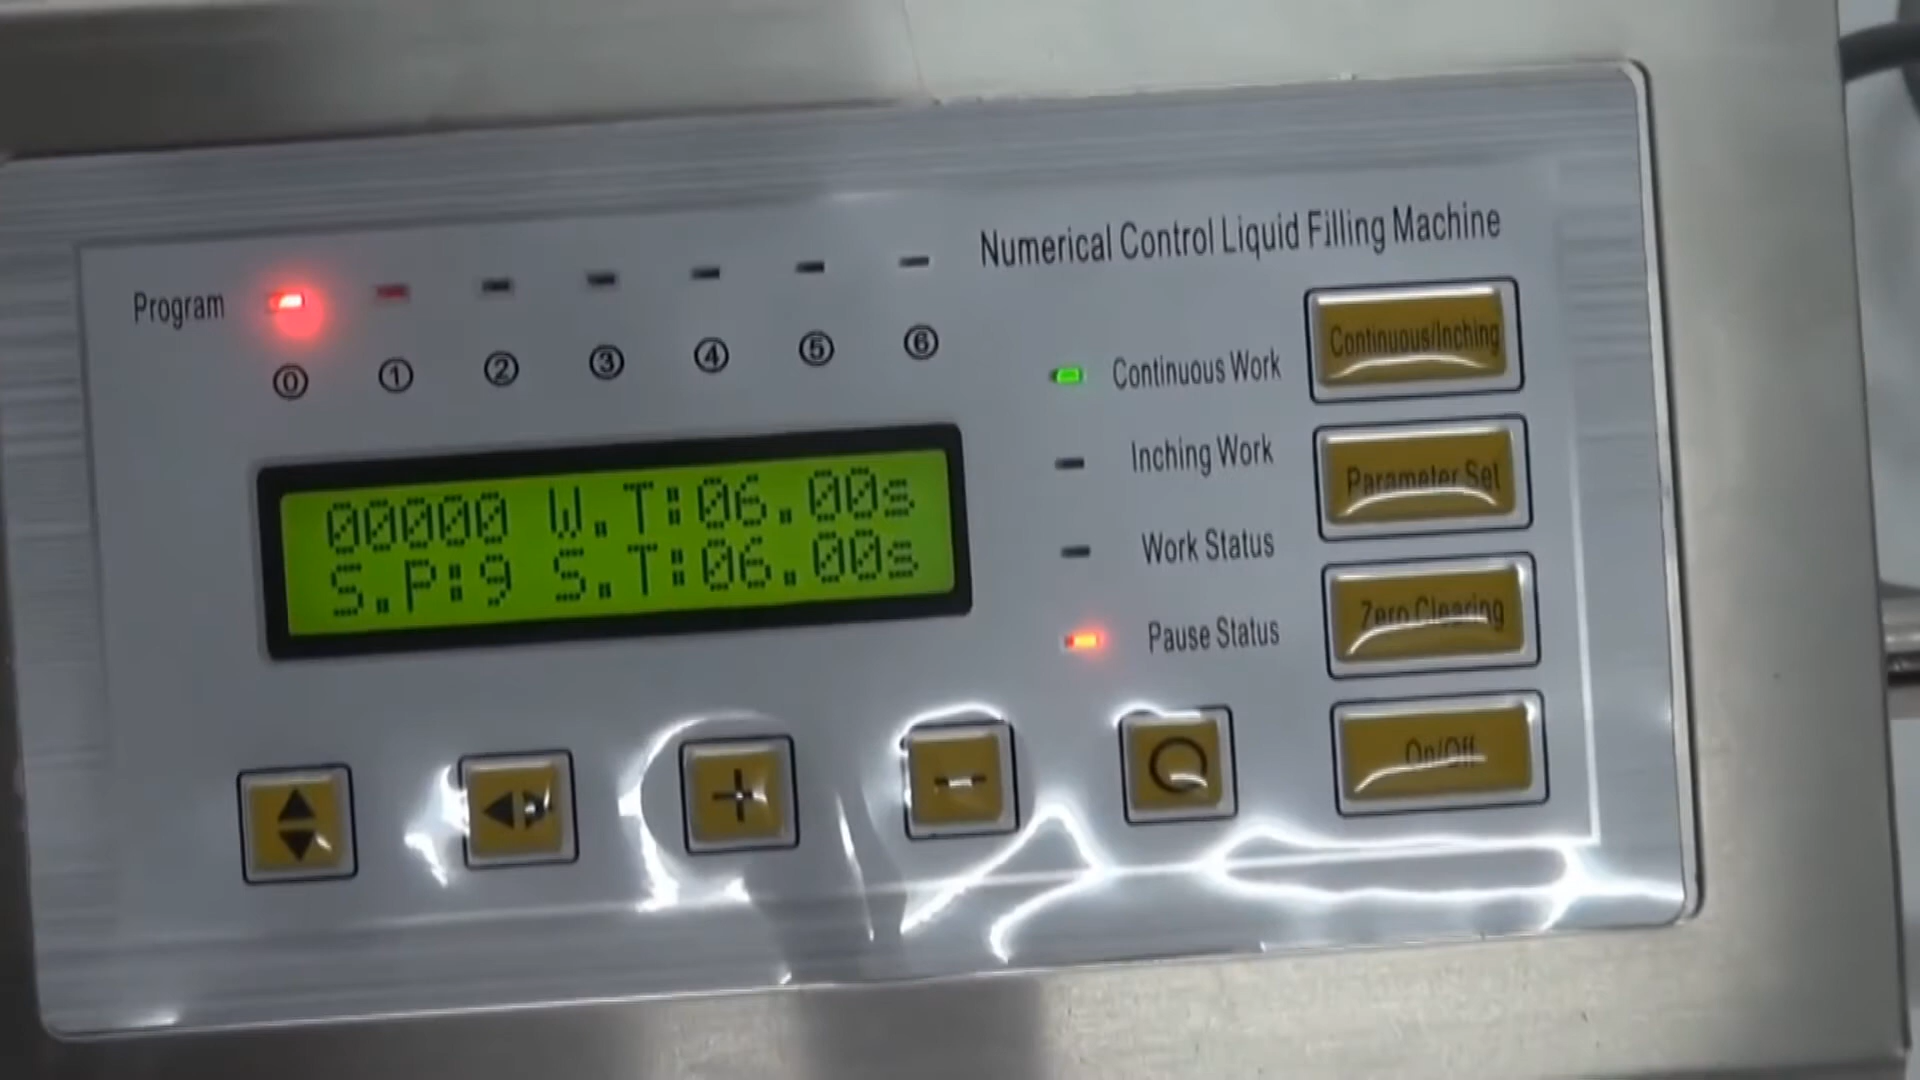 Numerical Control Liquid Filling Machine
Program
⓪ ① ② ③ ④ ⑤ ⑥
Continuous Work
Inching Work
Work Status
Pause Status
Continuous/Inching
Parameter Set
Zero Clearing
On/Off
00000 W.T:06.00s
S.P:9 S.T:06.00s